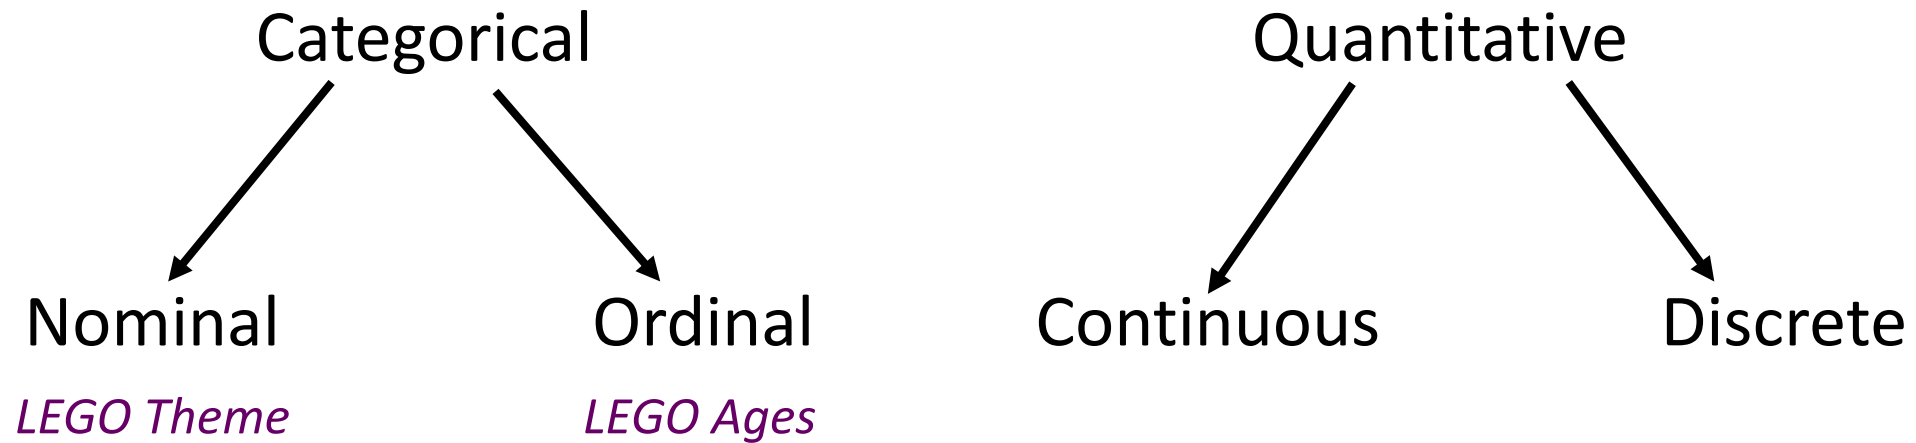 Categorical
Quantitative
Nominal
Ordinal
Continuous
Discrete
LEGO Theme
LEGO Ages